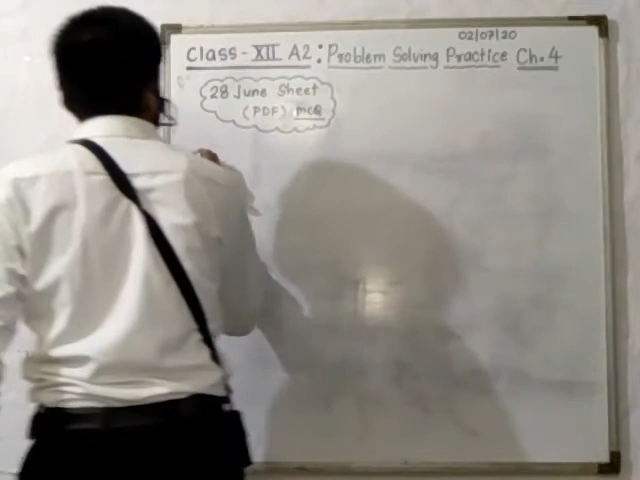 02/07/20
Class - XII A2: Problem Solving Practice Ch. 4
28 June Sheet
(PDF) MCQ